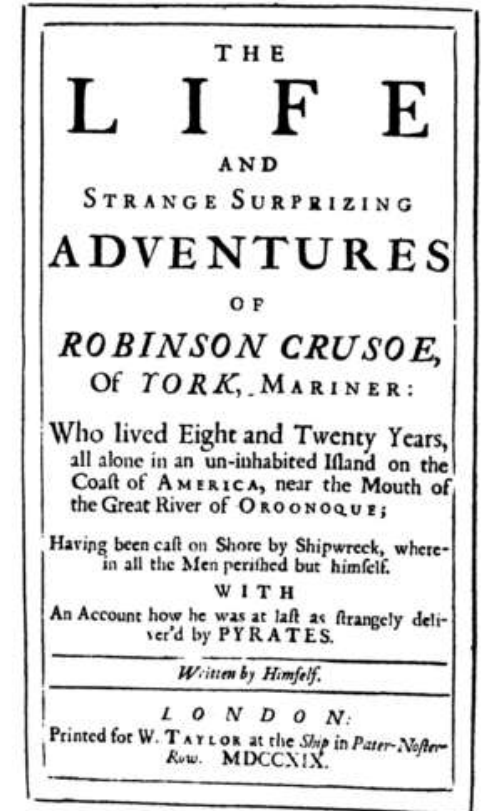 THE
LIFE
AND
STRANGE SURPRIZING
ADVENTURES
OF
ROBINSON CRUSOE,
Of YORK, MARINER:
Who lived Eight and Twenty Years,
all alone in an un-inhabited Iſland on the
Coaſt of AMERICA, near the Mouth of
the Great River of OROONOQUE;
Having been caſt on Shore by Shipwreck, where-
in all the Men periſhed but himſelf.
WITH
An Account how he was at laſt as ſtrangely deli-
ver'd by PYRATES.
Written by Himſelf.
LONDON:
Printed for W. TAYLOR at the Ship in Pater-Noſter-
Row. MDCCXIX.